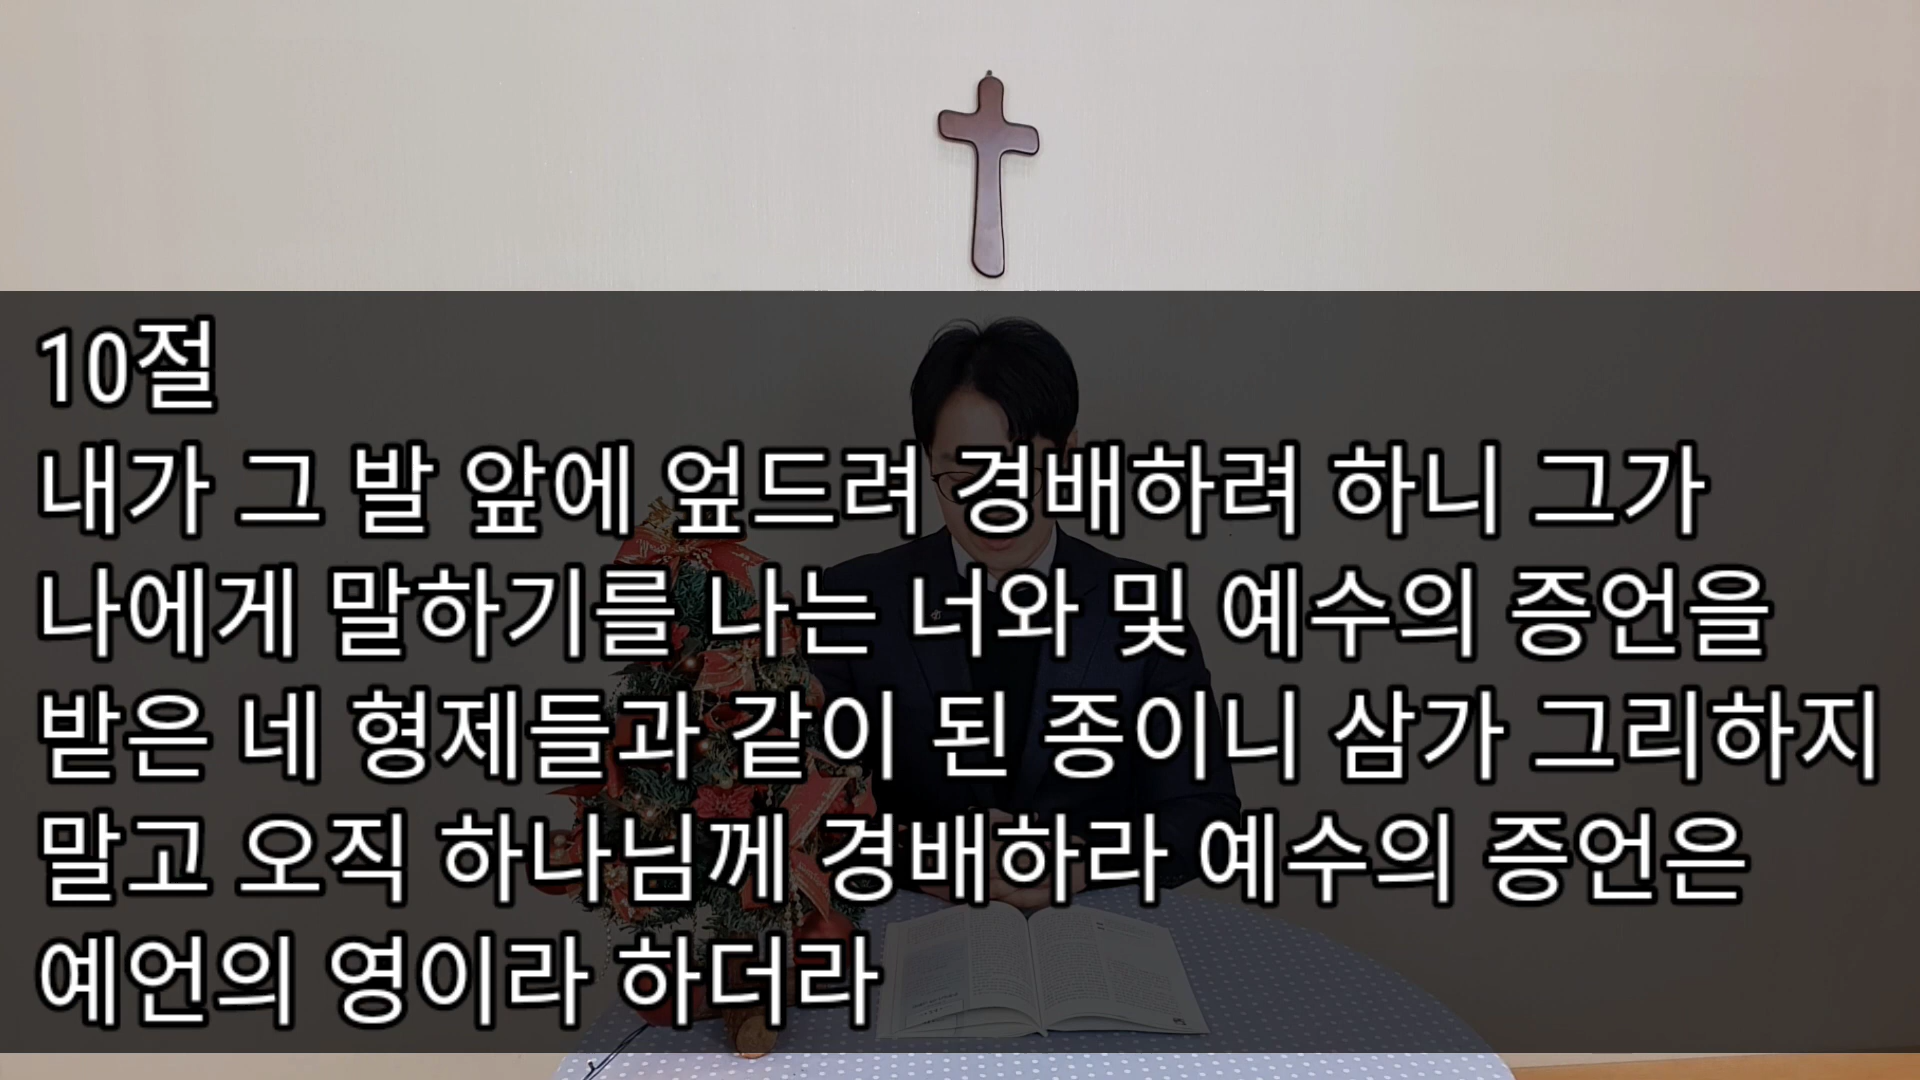 10절
내가 그 발 앞에 엎드려 경배하려 하니 그가
나에게 말하기를 나는 너와 및 예수의 증언을
받은 네 형제들과 같이 된 종이니 삼가 그리하지
말고 오직 하나님께 경배하라 예수의 증언은
예언의 영이라 하더라